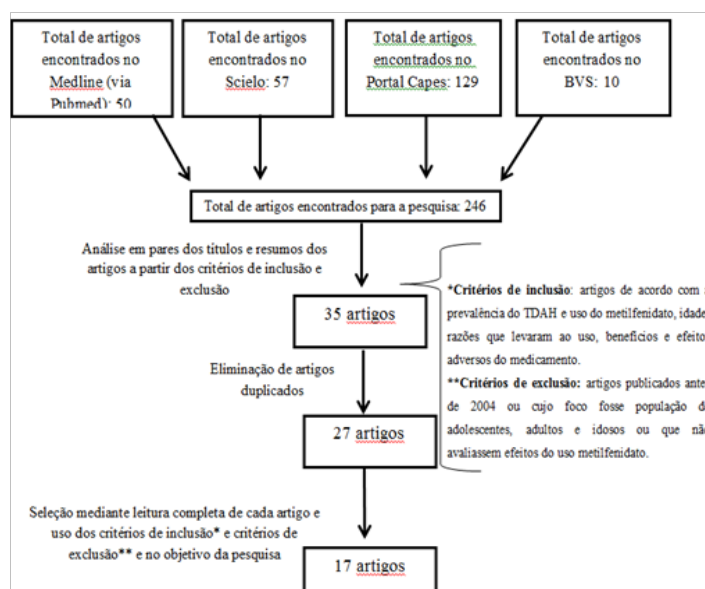 Total de artigos
encontrados no
Medline (via
Pubmed): 50
Total de artigos
encontrados no
Scielo: 57
Total de artigos
encontrados no
Portal Capes: 129
Total de artigos
encontrados no
BVS: 10
Total de artigos encontrados para a pesquisa: 246
Análise em pares dos títulos e resumos dos
artigos a partir dos critérios de inclusão e
exclusão
35 artigos
*Critérios de inclusão: artigos de acordo com
prevalência do TDAH e uso do metilfenidato, idade
razões que levaram ao uso, benefícios e efeito
adversos do medicamento.
**Critérios de exclusão: artigos publicados ante
de 2004 ou cujo foco fosse população d
adolescentes, adultos e idosos ou que não
avaliassem efeitos do uso metilfenidato.
Eliminação de artigos
duplicados
27 artigos
Seleção mediante leitura completa de cada artigo e
uso dos critérios de inclusão* e critérios de
exclusão** e no objetivo da pesquisa
17 artigos